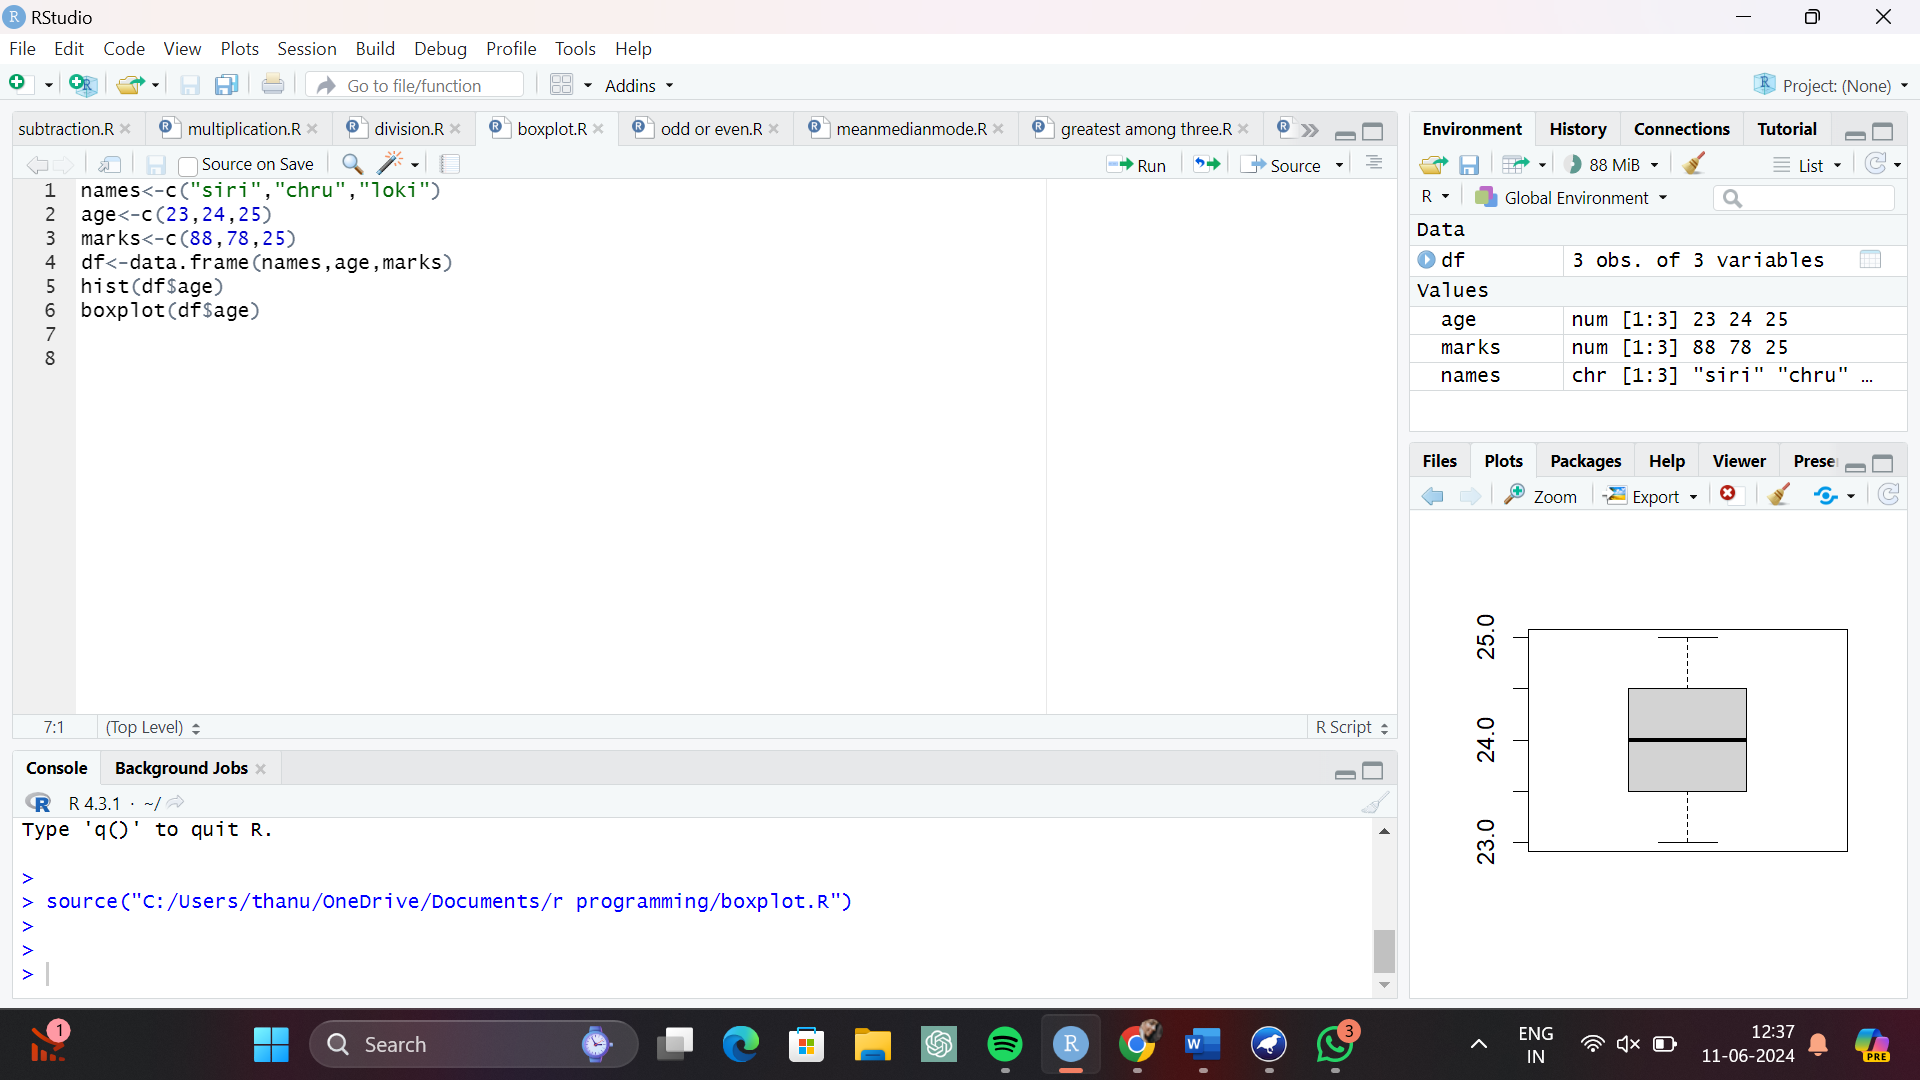 RStudio
File Edit Code View Plots Session Build Debug Profile Tools Help
Go to file/function Addins Project: (None)
subtraction.R multiplication.R division.R boxplot.R odd or even.R meanmedianmode.R greatest among three.R
Source on Save Run Source
1 names<-c("siri","chru","loki")
2 age<-c(23,24,25)
3 marks<-c(88,78,25)
4 df<-data.frame(names,age,marks)
5 hist(df$age)
6 boxplot(df$age)
7
8
7:1 (Top Level) R Script
Console Background Jobs
R 4.3.1 · ~/
Type 'q()' to quit R.
>
> source("C:/Users/thanu/OneDrive/Documents/r programming/boxplot.R")
>
>
>
Environment History Connections Tutorial
88 MiB List
R Global Environment
Data
df 3 obs. of 3 variables
Values
age num [1:3] 23 24 25
marks num [1:3] 88 78 25
names chr [1:3] "siri" "chru" …
Files Plots Packages Help Viewer Prese
Zoom Export
25.0
24.0
23.0
1 Search 3 ENG 12:37
IN 11-06-2024
PRE